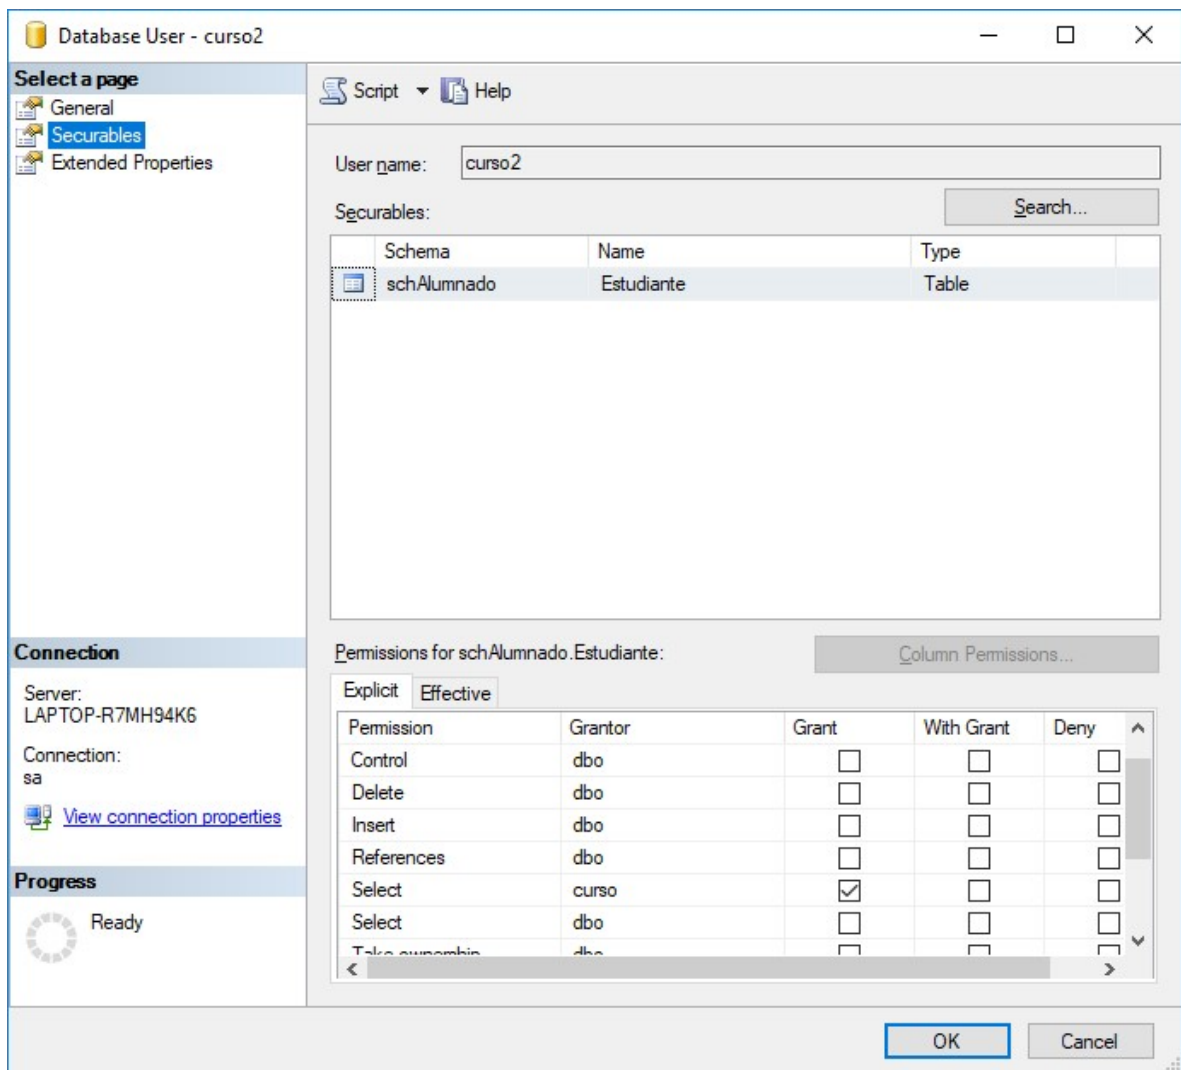 Database User - curso2
Select a page
General
Securables
Extended Properties
Script Help
User name: curso2
Securables: Search...
Schema Name Type
schAlumnado Estudiante Table
Connection
Server:
LAPTOP-R7MH94K6
Connection:
sa
View connection properties
Progress
Ready
Permissions for schAlumnado.Estudiante: Column Permissions...
Explicit Effective
Permission Grantor Grant With Grant Deny
Control dbo
Delete dbo
Insert dbo
References dbo
Select curso
Select dbo
Take ownership dbo
OK Cancel